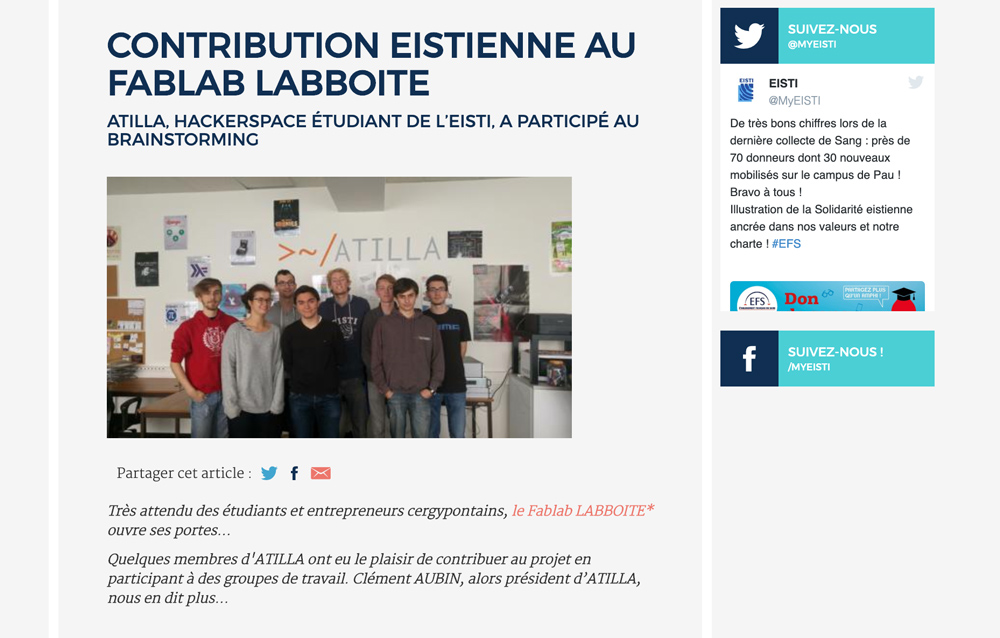 CONTRIBUTION EISTIENNE AU
FABLAB LABBOITE
ATILLA, HACKERSPACE ÉTUDIANT DE L’EISTI, A PARTICIPÉ AU
BRAINSTORMING
>~/ATILLA
EISTI
Partager cet article :
Très attendu des étudiants et entrepreneurs cergypontains, le Fablab LABBOITE*
ouvre ses portes...
Quelques membres d'ATILLA ont eu le plaisir de contribuer au projet en
participant à des groupes de travail. Clément AUBIN, alors président d’ATILLA,
nous en dit plus...
SUIVEZ-NOUS
@MYEISTI
EISTI
EISTI
@MyEISTI
De très bons chiffres lors de la
dernière collecte de Sang : près de
70 donneurs dont 30 nouveaux
mobilisés sur le campus de Pau !
Bravo à tous !
Illustration de la Solidarité eistienne
ancrée dans nos valeurs et notre
charte ! #EFS
EFS
Don
PARTAGEZ PLUS
QU'UN AMPHI !
SUIVEZ-NOUS !
/MYEISTI